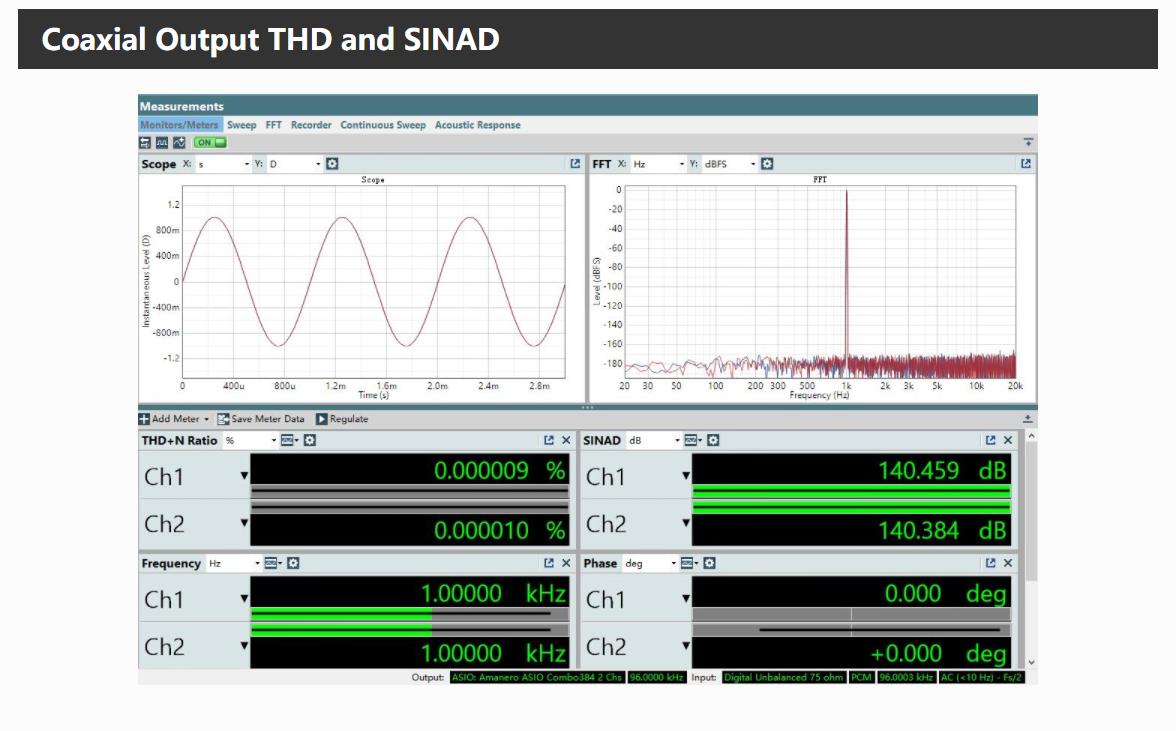 Coaxial Output THD and SINAD
Measurements
Monitors/Meters Sweep FFT Recorder Continuous Sweep Acoustic Response
ON
Scope X: s Y: D
Scope
Instantaneous Level (D)
1.2
800m
400m
0
-400m
-800m
-1.2
0 400u 800u 1.2m 1.6m 2.0m 2.4m 2.8m
Time (s)
FFT X: Hz Y: dBFS
FFT
Level (dBFS)
0
-20
-40
-60
-80
-100
-120
-140
-160
-180
20 30 50 100 200 300 500 1k 2k 3k 5k 10k 20k
Frequency (Hz)
Add Meter Save Meter Data Regulate
THD+N Ratio %
Ch1 0.000009 %
Ch2 0.000010 %
SINAD dB
Ch1 140.459 dB
Ch2 140.384 dB
Frequency Hz
Ch1 1.00000 kHz
Ch2 1.00000 kHz
Phase deg
Ch1 0.000 deg
Ch2 +0.000 deg
Output: ASIO: Amanero ASIO Combo384 2 Chs 96.0000 kHz Input: Digital Unbalanced 75 ohm PCM 96.0003 kHz AC (<10 Hz) - Fs/2